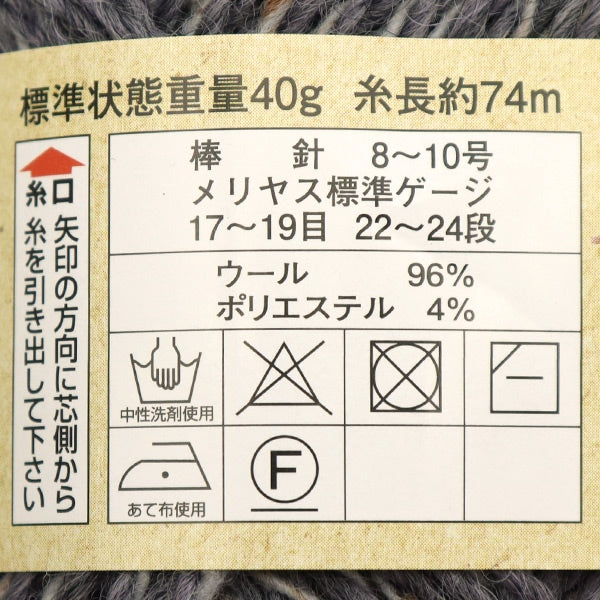 標準状態重量40g 糸長約74m
糸口 矢印の方向に芯側から
糸を引き出して下さい
棒 針 8～10号
メリヤス標準ゲージ
17～19目 22～24段
ウール 96%
ポリエステル 4%
中性洗剤使用
あて布使用
F